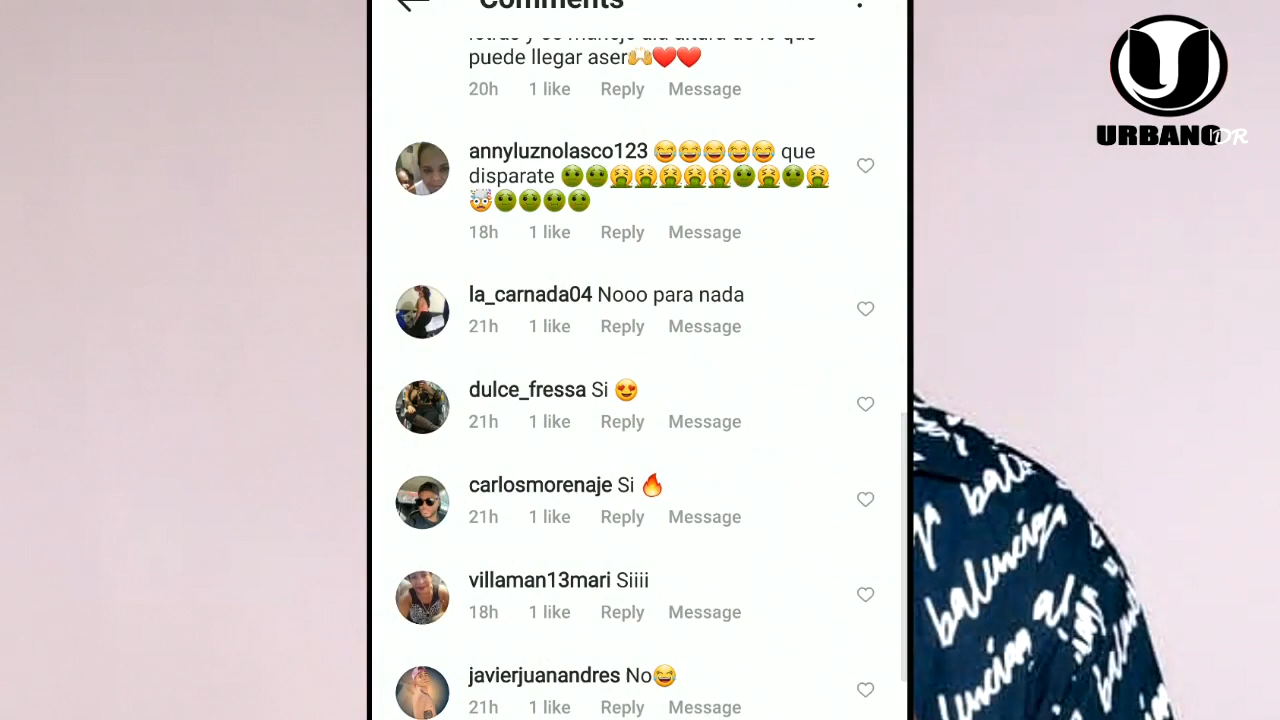 Comments
puede llegar aser🙌❤️❤️
20h 1 like Reply Message
annyluznolasco123 😂😂😂😂😂 que
disparate 🤢🤢🤮🤮🤮🤮🤮🤢🤮🤢🤮
🤯🤢🤢🤢🤢
18h 1 like Reply Message
la_carnada04 Nooo para nada
21h 1 like Reply Message
dulce_fressa Si 😍
21h 1 like Reply Message
carlosmorenaje Si 🔥
21h 1 like Reply Message
villaman13mari Siiii
18h 1 like Reply Message
javierjuanandres No😂
21h 1 like Reply Message
URBANO DR
balenciaga